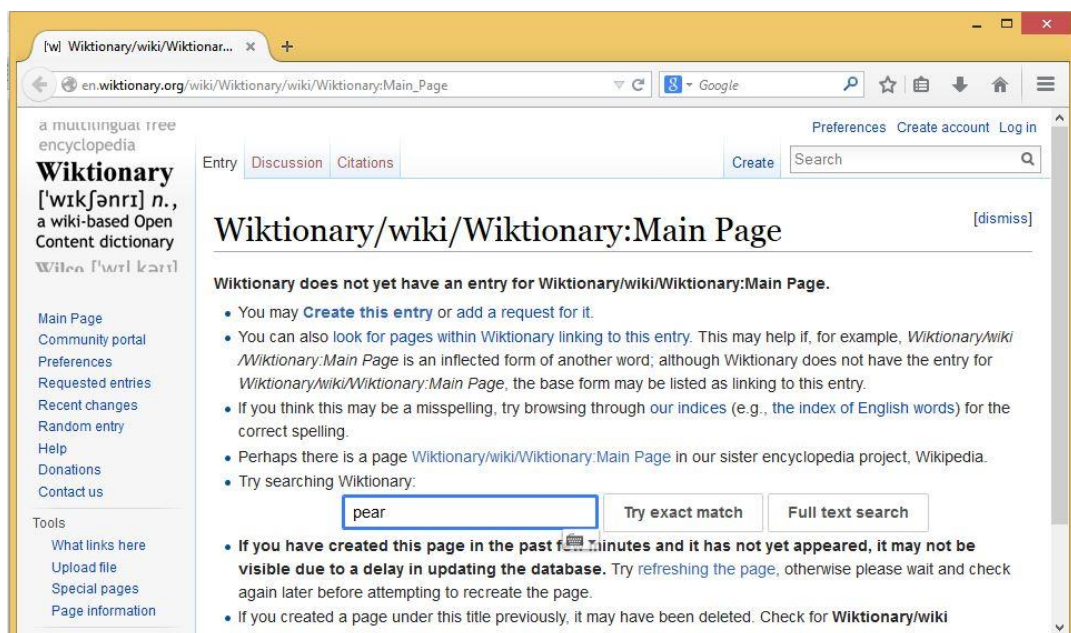 [w] Wiktionary/wiki/Wiktionar...
en.wiktionary.org/wiki/Wiktionary/wiki/Wiktionary:Main_Page
8
Google
Preferences Create account Log in
a multilingual free
encyclopedia
Wiktionary
['wɪkʃənrɪ] n.,
a wiki-based Open
Content dictionary
Wilco ['wɪl kəʊ]
Entry Discussion Citations
Create
Search
Wiktionary/wiki/Wiktionary:Main Page
[dismiss]
Wiktionary does not yet have an entry for Wiktionary/wiki/Wiktionary:Main Page.
• You may Create this entry or add a request for it.
• You can also look for pages within Wiktionary linking to this entry. This may help if, for example, Wiktionary/wiki
/Wiktionary:Main Page is an inflected form of another word; although Wiktionary does not have the entry for
Wiktionary/wiki/Wiktionary:Main Page, the base form may be listed as linking to this entry.
• If you think this may be a misspelling, try browsing through our indices (e.g., the index of English words) for the
correct spelling.
• Perhaps there is a page Wiktionary/wiki/Wiktionary:Main Page in our sister encyclopedia project, Wikipedia.
• Try searching Wiktionary:
pear
Try exact match
Full text search
• If you have created this page in the past few minutes and it has not yet appeared, it may not be
visible due to a delay in updating the database. Try refreshing the page, otherwise please wait and check
again later before attempting to recreate the page.
• If you created a page under this title previously, it may have been deleted. Check for Wiktionary/wiki
Main Page
Community portal
Preferences
Requested entries
Recent changes
Random entry
Help
Donations
Contact us
Tools
What links here
Upload file
Special pages
Page information